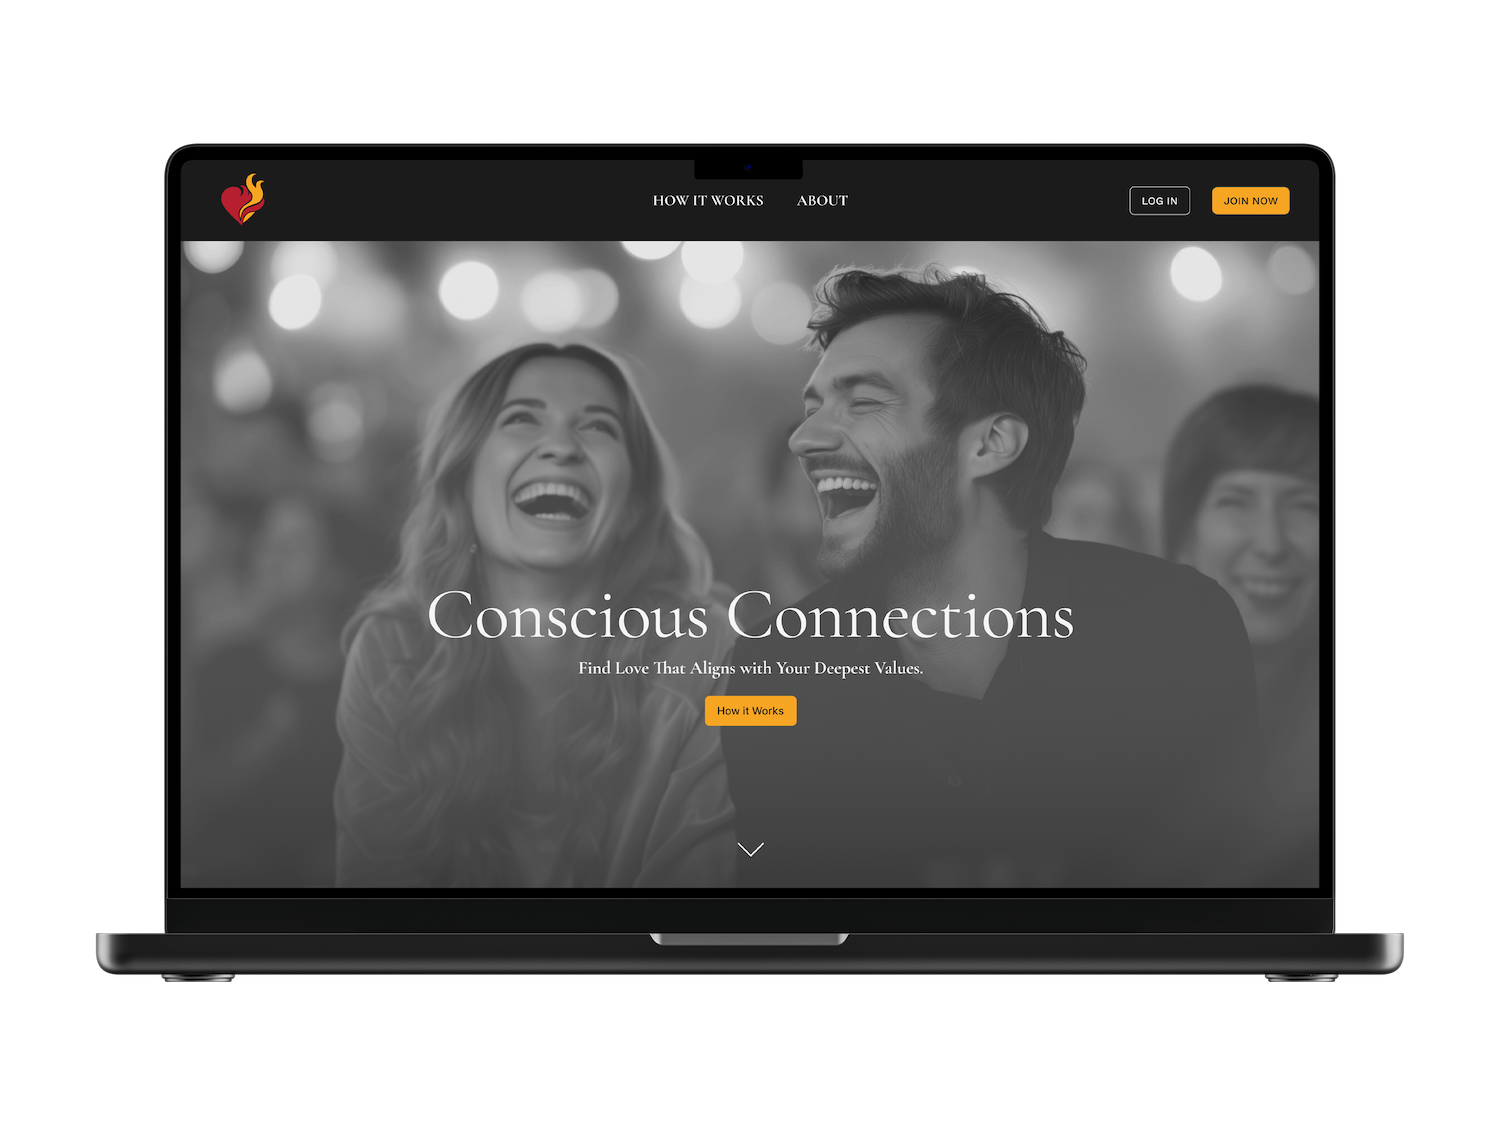 HOW IT WORKS
ABOUT
LOG IN
JOIN NOW
Conscious Connections
Find Love That Aligns with Your Deepest Values.
How it Works